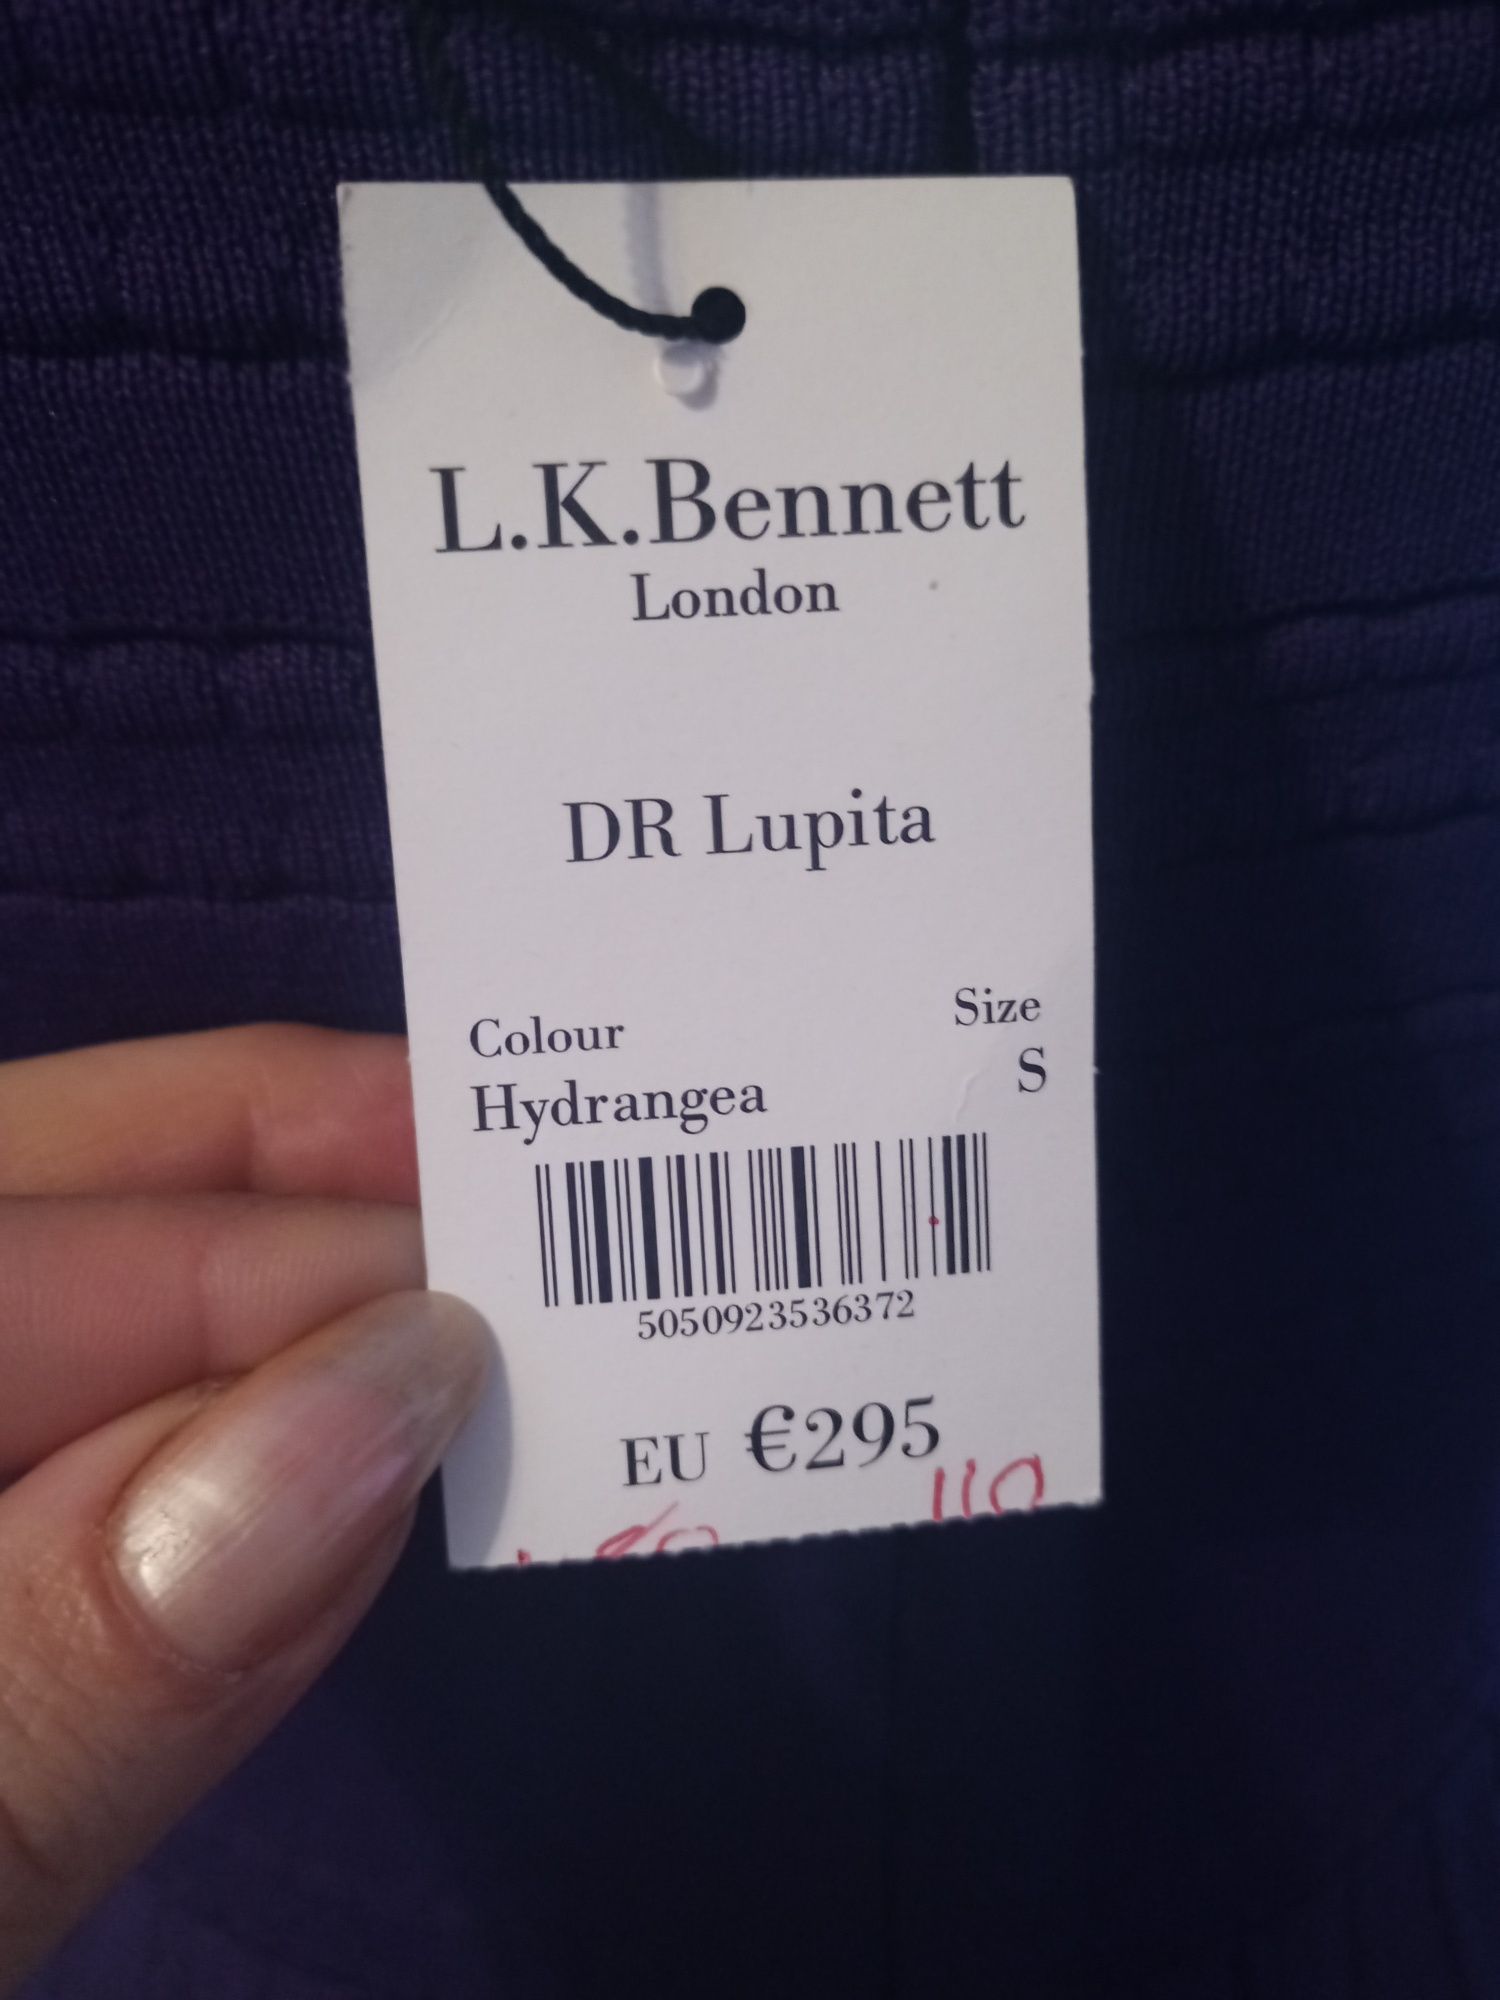 L.K.Bennett
London
DR Lupita
Colour
Size
Hydrangea
S
5050923536372
EU €295
110